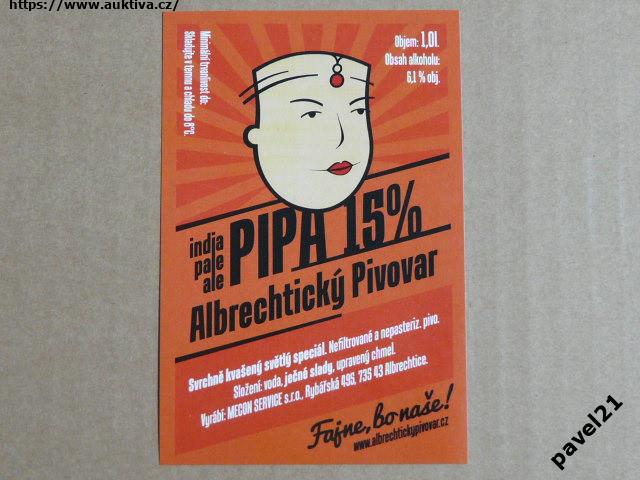 https://www.auktiva.cz/
Minimální trvanlivost do:
Skladujte v temnu a chladu do 8°C.
Objem: 1,0l.
Obsah alkoholu:
6,1 % obj.
india
pale
ale
PIPA 15%
Albrechtický Pivovar
Svrchně kvašený světlý speciál. Nefiltrované a nepasteriz. pivo.
Složení: voda, ječné slady, upravený chmel.
Vyrábí: MECON SERVICE s.r.o., Rybářská 495, 735 43 Albrechtice.
Fajne, bo naše!
www.albrechtickypivovar.cz
pavel21